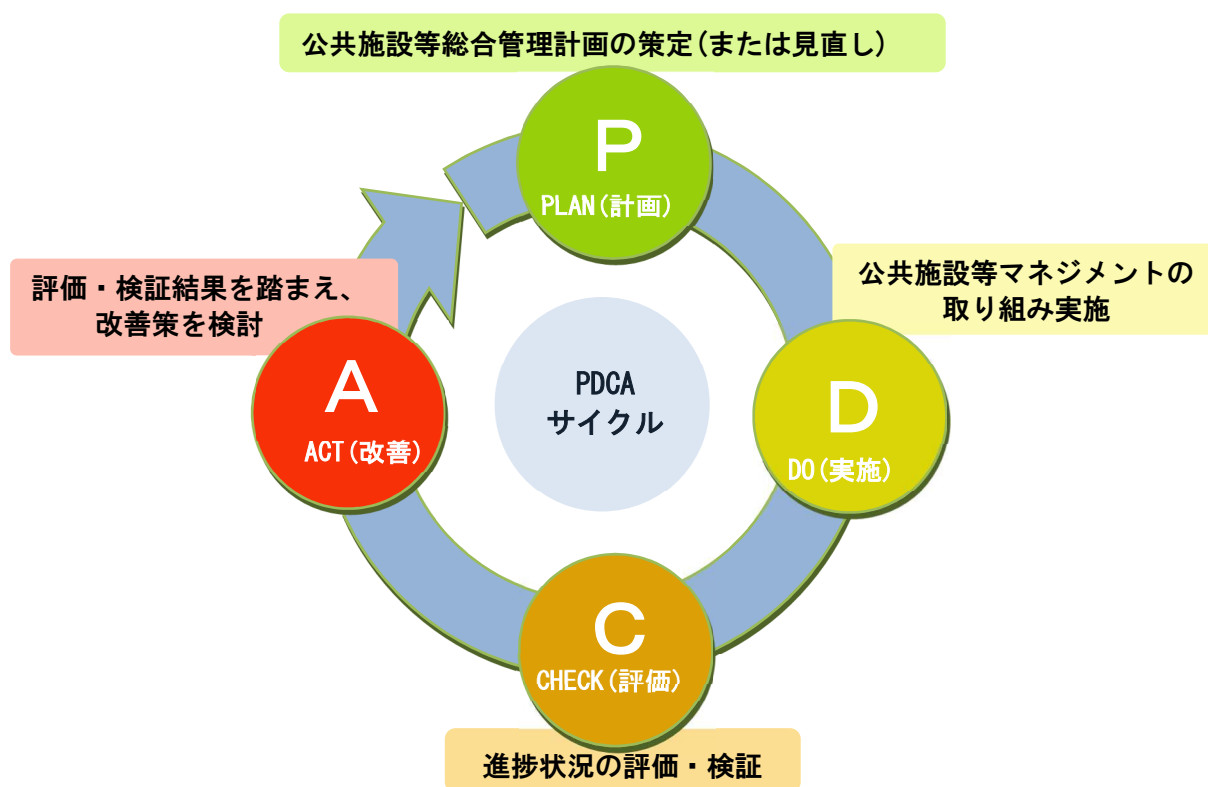 公共施設等総合管理計画の策定(または見直し)
P
PLAN(計画)
公共施設等マネジメントの
取り組み実施
D
DO(実施)
PDCA
サイクル
評価・検証結果を踏まえ、
改善策を検討
A
ACT(改善)
C
CHECK(評価)
進捗状況の評価・検証